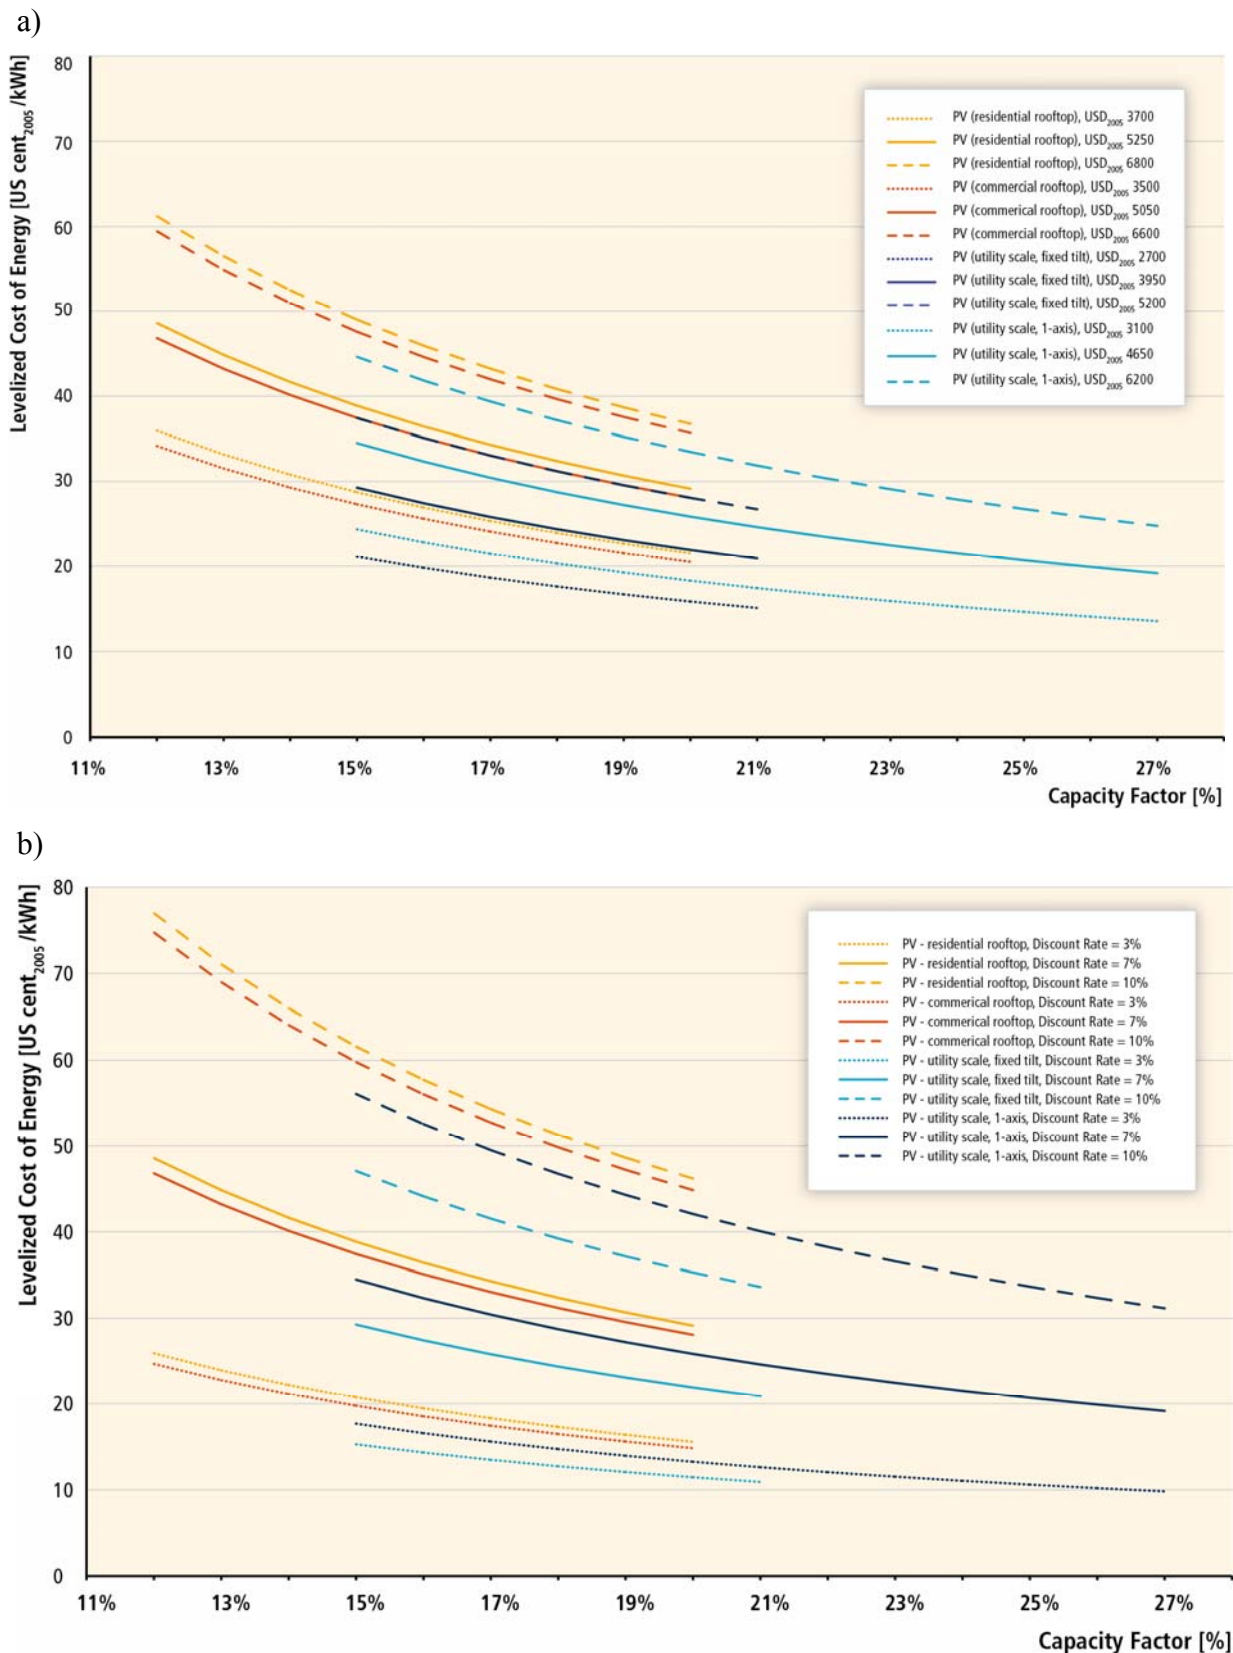 a)
Levelized Cost of Energy [US cent2005 /kWh]
80
70
60
50
40
30
20
10
0
PV (residential rooftop), USD2005 3700
PV (residential rooftop), USD2005 5250
PV (residential rooftop), USD2005 6800
PV (commercial rooftop), USD2005 3500
PV (commerical rooftop), USD2005 5050
PV (commercial rooftop), USD2005 6600
PV (utility scale, fixed tilt), USD2005 2700
PV (utility scale, fixed tilt), USD2005 3950
PV (utility scale, fixed tilt), USD2005 5200
PV (utility scale, 1-axis), USD2005 3100
PV (utility scale, 1-axis), USD2005 4650
PV (utility scale, 1-axis), USD2005 6200
11% 13% 15% 17% 19% 21% 23% 25% 27%
Capacity Factor [%]
b)
Levelized Cost of Energy [US cent2005 /kWh]
80
70
60
50
40
30
20
10
0
PV - residential rooftop, Discount Rate = 3%
PV - residential rooftop, Discount Rate = 7%
PV - residential rooftop, Discount Rate = 10%
PV - commerical rooftop, Discount Rate = 3%
PV - commerical rooftop, Discount Rate = 7%
PV - commerical rooftop, Discount Rate = 10%
PV - utility scale, fixed tilt, Discount Rate = 3%
PV - utility scale, fixed tilt, Discount Rate = 7%
PV - utility scale, fixed tilt, Discount Rate = 10%
PV - utility scale, 1-axis, Discount Rate = 3%
PV - utility scale, 1-axis, Discount Rate = 7%
PV - utility scale, 1-axis, Discount Rate = 10%
11% 13% 15% 17% 19% 21% 23% 25% 27%
Capacity Factor [%]